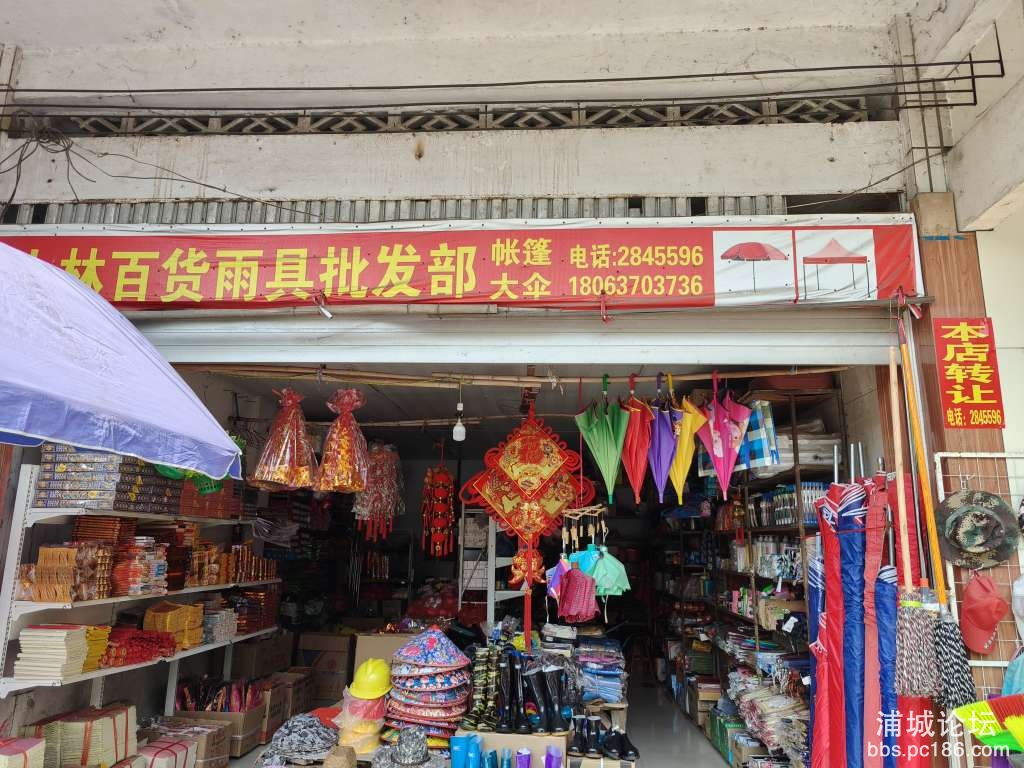 林百货雨具批发部
帐篷
大伞
电话:2845596
18063703736
本店转让
电话:2845596
浦城论坛
bbs.pc186.com